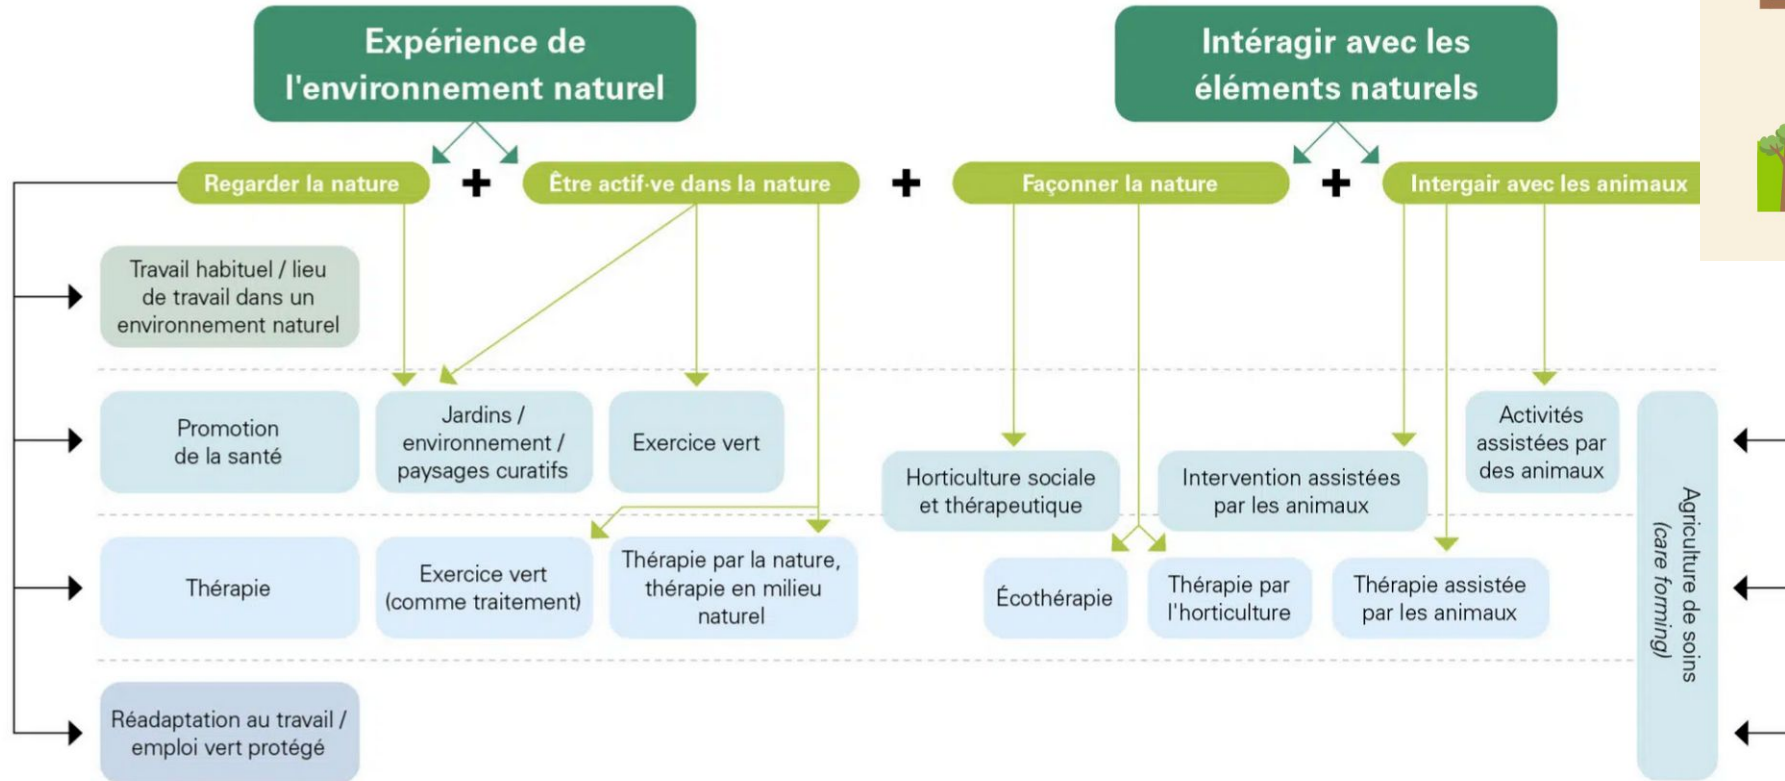 Expérience de
l'environnement naturel
Intéragir avec les
éléments naturels
Regarder la nature
+
Être actif·ve dans la nature
+
Façonner la nature
+
Intergair avec les animaux
Travail habituel / lieu
de travail dans un
environnement naturel
Promotion
de la santé
Jardins /
environnement /
paysages curatifs
Exercice vert
Horticulture sociale
et thérapeutique
Intervention assistées
par les animaux
Activités
assistées par
des animaux
Thérapie
Exercice vert
(comme traitement)
Thérapie par la nature,
thérapie en milieu
naturel
Écothérapie
Thérapie par
l'horticulture
Thérapie assistée
par les animaux
Agriculture de soins
(care forming)
Réadaptation au travail /
emploi vert protégé